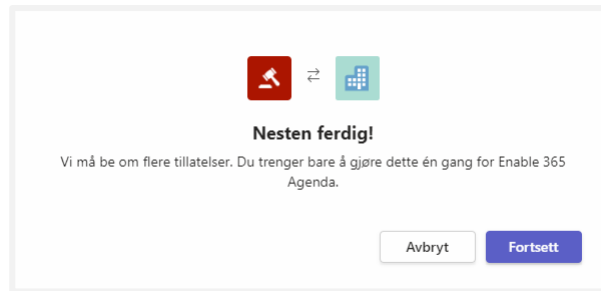 Nesten ferdig!
Vi må be om flere tillatelser. Du trenger bare å gjøre dette én gang for Enable 365
Agenda.
Avbryt
Fortsett